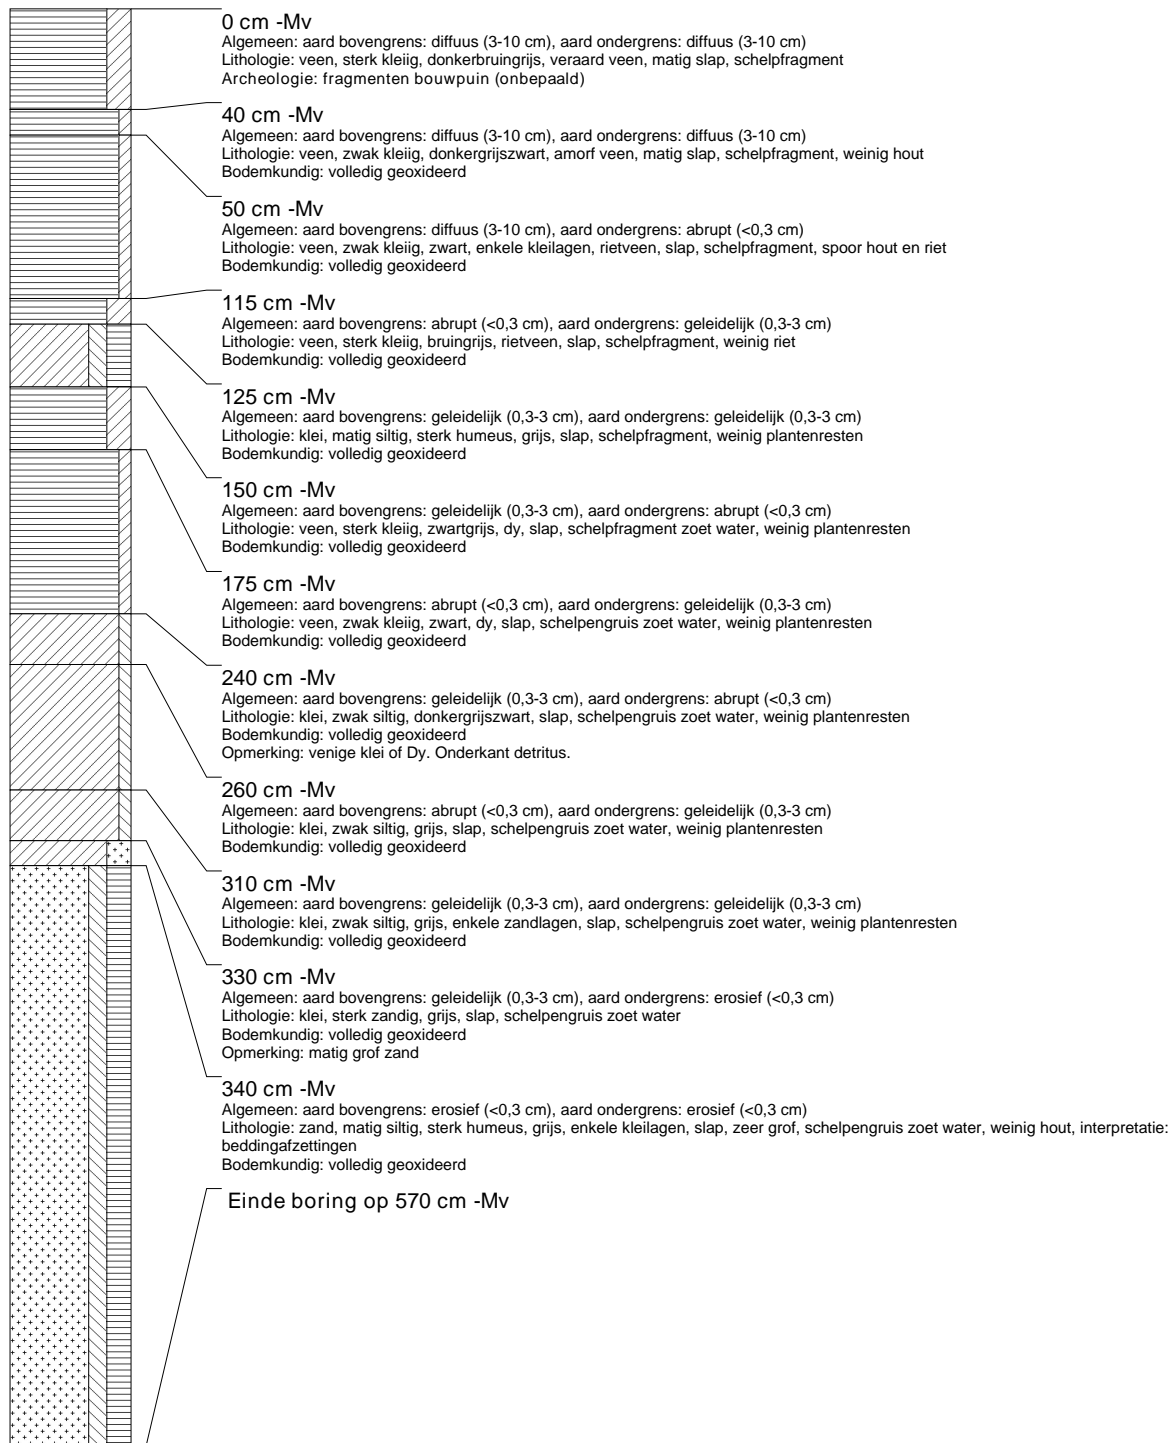 0 cm -Mv
Algemeen: aard bovengrens: diffuus (3-10 cm), aard ondergrens: diffuus (3-10 cm)
Lithologie: veen, sterk kleiig, donkerbruingrijs, veraard veen, matig slap, schelpfragment
Archeologie: fragmenten bouwpuin (onbepaald)
40 cm -Mv
Algemeen: aard bovengrens: diffuus (3-10 cm), aard ondergrens: diffuus (3-10 cm)
Lithologie: veen, zwak kleiig, donkergrijszwart, amorf veen, matig slap, schelpfragment, weinig hout
Bodemkundig: volledig geoxideerd
50 cm -Mv
Algemeen: aard bovengrens: diffuus (3-10 cm), aard ondergrens: abrupt (<0,3 cm)
Lithologie: veen, zwak kleiig, zwart, enkele kleilagen, rietveen, slap, schelpfragment, spoor hout en riet
Bodemkundig: volledig geoxideerd
115 cm -Mv
Algemeen: aard bovengrens: abrupt (<0,3 cm), aard ondergrens: geleidelijk (0,3-3 cm)
Lithologie: veen, sterk kleiig, bruingrijs, rietveen, slap, schelpfragment, weinig riet
Bodemkundig: volledig geoxideerd
125 cm -Mv
Algemeen: aard bovengrens: geleidelijk (0,3-3 cm), aard ondergrens: geleidelijk (0,3-3 cm)
Lithologie: klei, matig siltig, sterk humeus, grijs, slap, schelpfragment, weinig plantenresten
Bodemkundig: volledig geoxideerd
150 cm -Mv
Algemeen: aard bovengrens: geleidelijk (0,3-3 cm), aard ondergrens: abrupt (<0,3 cm)
Lithologie: veen, sterk kleiig, zwartgrijs, dy, slap, schelpfragment zoet water, weinig plantenresten
Bodemkundig: volledig geoxideerd
175 cm -Mv
Algemeen: aard bovengrens: abrupt (<0,3 cm), aard ondergrens: geleidelijk (0,3-3 cm)
Lithologie: veen, zwak kleiig, zwart, dy, slap, schelpengruis zoet water, weinig plantenresten
Bodemkundig: volledig geoxideerd
240 cm -Mv
Algemeen: aard bovengrens: geleidelijk (0,3-3 cm), aard ondergrens: abrupt (<0,3 cm)
Lithologie: klei, zwak siltig, donkergrijszwart, slap, schelpengruis zoet water, weinig plantenresten
Bodemkundig: volledig geoxideerd
Opmerking: venige klei of Dy. Onderkant detritus.
260 cm -Mv
Algemeen: aard bovengrens: abrupt (<0,3 cm), aard ondergrens: geleidelijk (0,3-3 cm)
Lithologie: klei, zwak siltig, grijs, slap, schelpengruis zoet water, weinig plantenresten
Bodemkundig: volledig geoxideerd
310 cm -Mv
Algemeen: aard bovengrens: geleidelijk (0,3-3 cm), aard ondergrens: geleidelijk (0,3-3 cm)
Lithologie: klei, zwak siltig, grijs, enkele zandlagen, slap, schelpengruis zoet water, weinig plantenresten
Bodemkundig: volledig geoxideerd
330 cm -Mv
Algemeen: aard bovengrens: geleidelijk (0,3-3 cm), aard ondergrens: erosief (<0,3 cm)
Lithologie: klei, sterk zandig, grijs, slap, schelpengruis zoet water
Bodemkundig: volledig geoxideerd
Opmerking: matig grof zand
340 cm -Mv
Algemeen: aard bovengrens: erosief (<0,3 cm), aard ondergrens: erosief (<0,3 cm)
Lithologie: zand, matig siltig, sterk humeus, grijs, enkele kleilagen, slap, zeer grof, schelpengruis zoet water, weinig hout, interpretatie:
beddingafzettingen
Bodemkundig: volledig geoxideerd
Einde boring op 570 cm -Mv